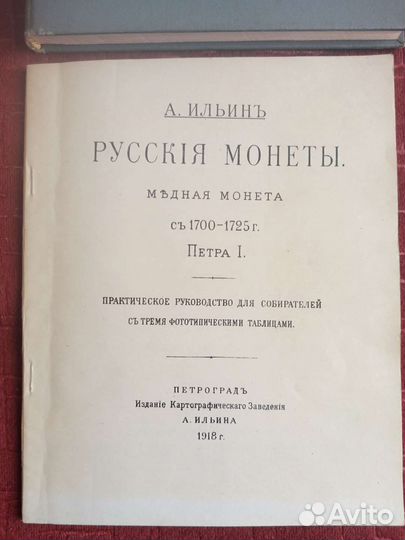 А. ИЛЬИНЪ
РУССКІЯ МОНЕТЫ.
МѢДНАЯ МОНЕТА
съ 1700–1725 г.
Петра I.
ПРАКТИЧЕСКОЕ РУКОВОДСТВО ДЛЯ СОБИРАТЕЛЕЙ
СЪ ТРЕМЯ ФОТОТИПИЧЕСКИМИ ТАБЛИЦАМИ.
ПЕТРОГРАДЪ
Изданіе Картографическаго Заведенія
А. ИЛЬИНА
1918 г.
Avito